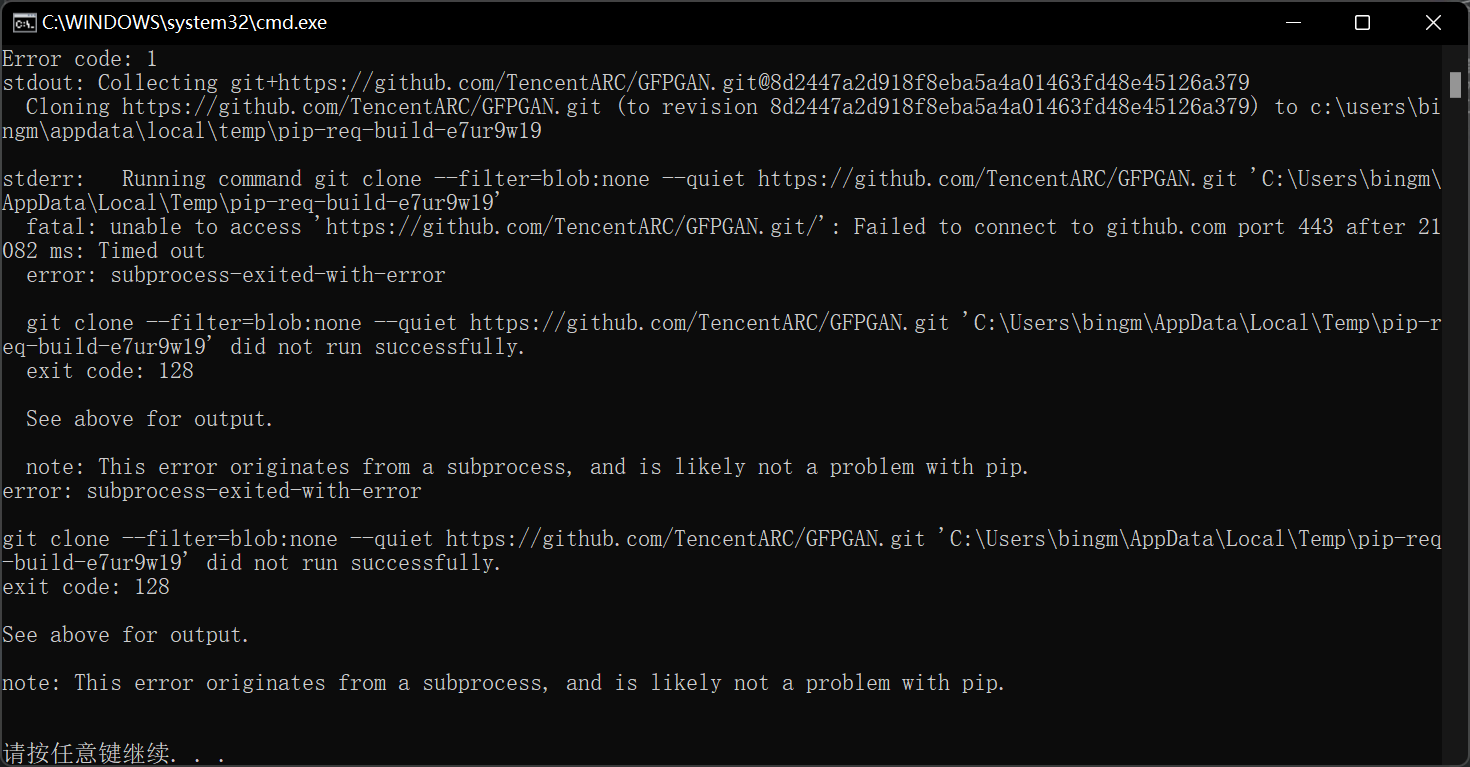 C:\WINDOWS\system32\cmd.exe
Error code: 1
stdout: Collecting git+https://github.com/TencentARC/GFPGAN.git@8d2447a2d918f8eba5a4a01463fd48e45126a379
  Cloning https://github.com/TencentARC/GFPGAN.git (to revision 8d2447a2d918f8eba5a4a01463fd48e45126a379) to c:\users\bi
ngm\appdata\local\temp\pip-req-build-e7ur9w19
stderr:   Running command git clone --filter=blob:none --quiet https://github.com/TencentARC/GFPGAN.git 'C:\Users\bingm\
AppData\Local\Temp\pip-req-build-e7ur9w19'
  fatal: unable to access 'https://github.com/TencentARC/GFPGAN.git/': Failed to connect to github.com port 443 after 21
082 ms: Timed out
  error: subprocess-exited-with-error
  git clone --filter=blob:none --quiet https://github.com/TencentARC/GFPGAN.git 'C:\Users\bingm\AppData\Local\Temp\pip-r
eq-build-e7ur9w19' did not run successfully.
  exit code: 128
  See above for output.
  note: This error originates from a subprocess, and is likely not a problem with pip.
error: subprocess-exited-with-error
git clone --filter=blob:none --quiet https://github.com/TencentARC/GFPGAN.git 'C:\Users\bingm\AppData\Local\Temp\pip-req
-build-e7ur9w19' did not run successfully.
exit code: 128
See above for output.
note: This error originates from a subprocess, and is likely not a problem with pip.
请按任意键继续. . .